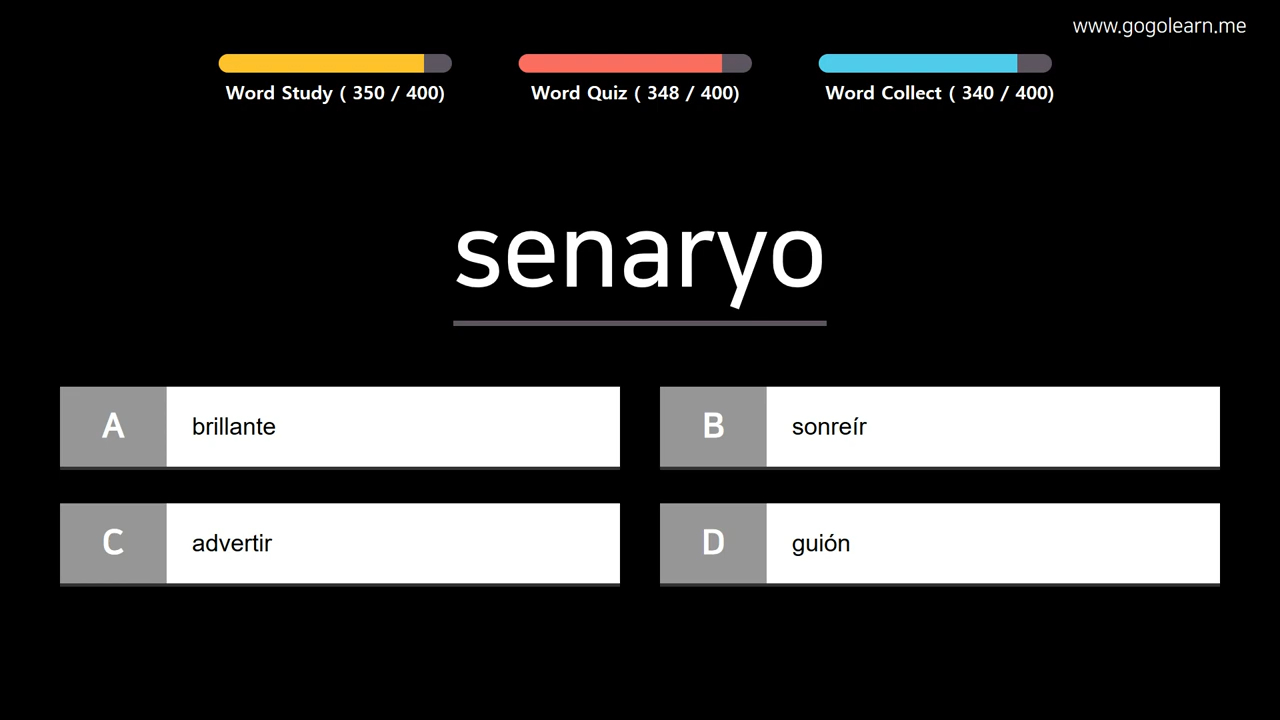 www.gogolearn.me
Word Study ( 350 / 400)
Word Quiz ( 348 / 400)
Word Collect ( 340 / 400)
senaryo
A brillante
B sonreír
C advertir
D guión